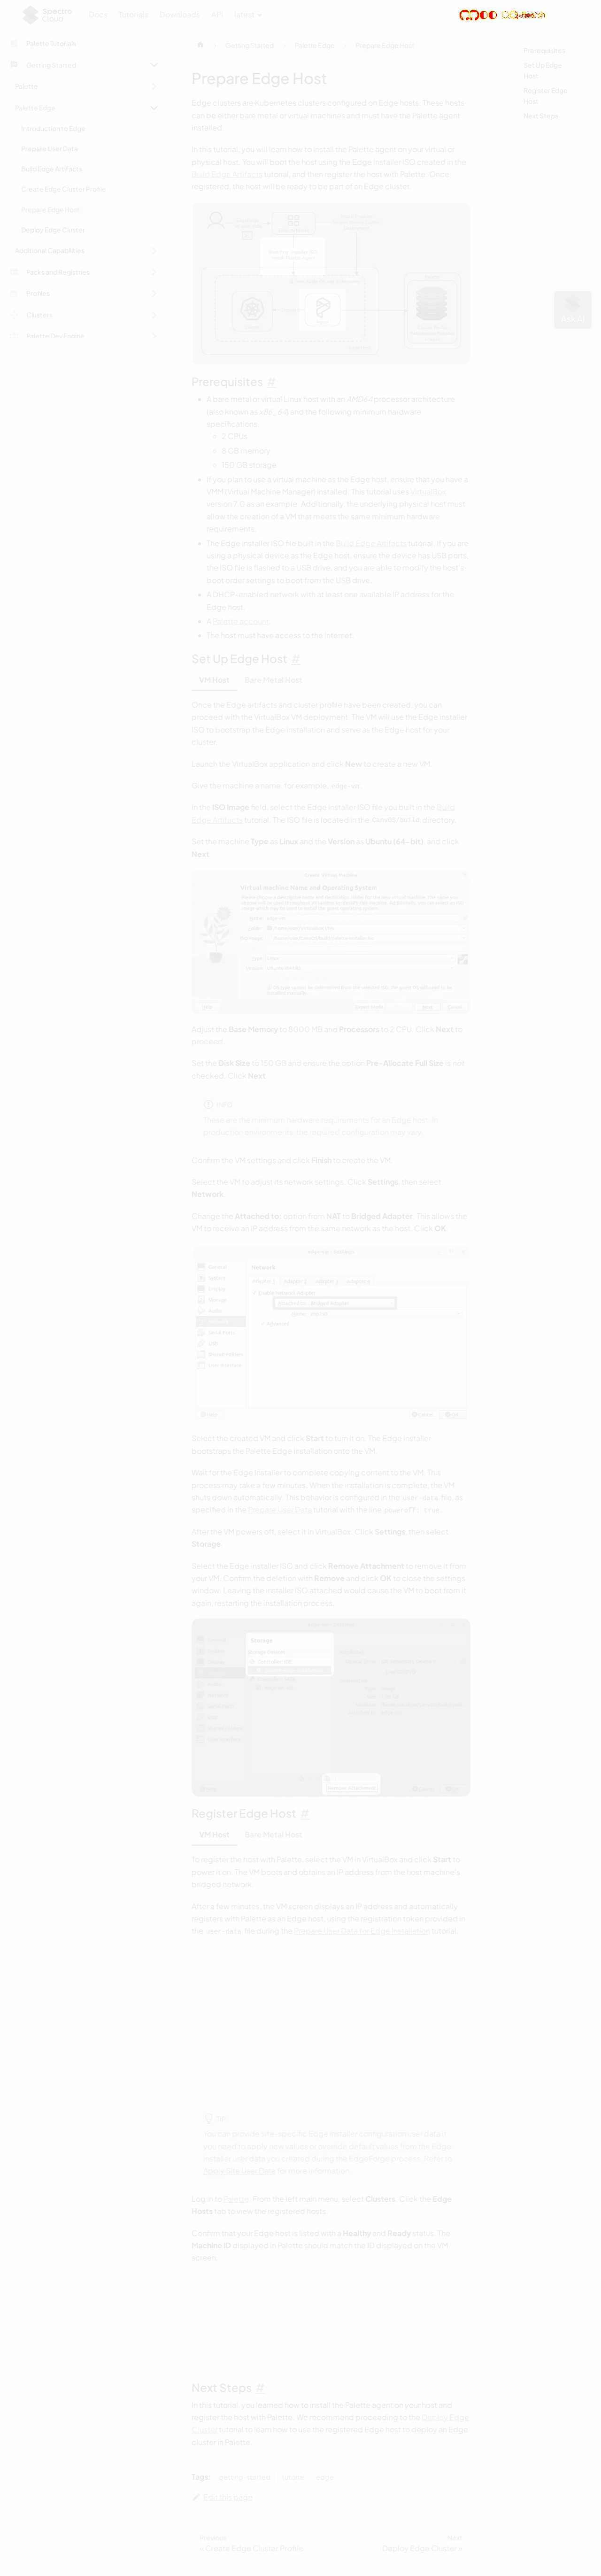 Spectro Cloud
Docs Tutorials Downloads API latest
Search
Palette Tutorials
Getting Started
Palette
Palette Edge
Introduction to Edge
Prepare User Data
Build Edge Artifacts
Create Edge Cluster Profile
Prepare Edge Host
Deploy Edge Cluster
Additional Capabilities
Packs and Registries
Profiles
Clusters
Getting Started
Palette Edge
Prepare Edge Host
Prerequisites
Set Up Edge
Host
Register Edge
Host
Next Steps
Prepare Edge Host
Edge clusters are Kubernetes clusters configured on Edge hosts. These hosts
can be either bare metal or virtual machines and must have the Palette agent
installed.
In this tutorial, you will learn how to install the Palette agent on your virtual or
physical host. You will boot the host using the Edge Installer ISO created in the
Build Edge Artifacts tutorial, and then register the host with Palette. Once
registered, the host will be ready to be part of an Edge cluster.
Prerequisites #
A bare metal or virtual Linux host with an AMD64 processor architecture
(also known as x86_64) and the following minimum hardware
specifications.
2 CPUs
8 GB memory
150 GB storage
If you plan to use a virtual machine as the Edge host, ensure that you have a
VMM (Virtual Machine Manager) installed. This tutorial uses VirtualBox
version 7.0 as an example. Additionally, the underlying physical host must
allow the creation of a VM that meets the same minimum hardware
requirements.
The Edge Installer ISO file built in the Build Edge Artifacts tutorial. If you are
using a physical device as the Edge host, ensure the device has USB ports,
the ISO file is flashed to a USB drive, and you are able to modify the host's
boot order settings to boot from the USB drive.
A DHCP-enabled network with at least one available IP address for the
Edge host.
A Palette account.
The host must have access to the internet.
Set Up Edge Host #
VM Host Bare Metal Host
Once the Edge artifacts and cluster profile have been created, you can
proceed with the VirtualBox VM deployment. The VM will use the Edge Installer
ISO to bootstrap the Edge installation and serve as the Edge host for your
cluster.
Launch the VirtualBox application and click New to create a new VM.
Give the machine a name, for example, edge-vm.
In the ISO Image field, select the Edge Installer ISO file you built in the Build
Edge Artifacts tutorial. The ISO file is located in the CanvOS/build directory.
Set the machine Type as Linux and the Version as Ubuntu (64-bit), and click
Next.
Virtual machine Name and Operating System
Adjust the Base Memory to 8000 MB and Processors to 2 CPU. Click Next to
proceed.
Set the Disk Size to 150 GB and ensure the option Pre-Allocate Full Size is not
checked. Click Next.
INFO
These are the minimum hardware requirements for an Edge host. In
production environments, the required configuration may vary.
Confirm the VM settings and click Finish to create the VM.
Select the VM to adjust its network settings. Click Settings, then select
Network.
Change the Attached to: option from NAT to Bridged Adapter. This allows the
VM to receive an IP address from the same network as the host. Click OK.
Network
Select the created VM and click Start to turn it on. The Edge Installer
bootstraps the Palette Edge installation onto the VM.
Wait for the Edge Installer to complete copying content to the VM. This
process may take a few minutes. When the installation is complete, the VM
shuts down automatically. This behavior is configured in the user-data file, as
specified in the Prepare User Data tutorial with the line poweroff: true.
After the VM powers off, select it in VirtualBox. Click Settings, then select
Storage.
Select the Edge Installer ISO and click Remove Attachment to remove it from
your VM. Confirm the deletion with Remove and click OK to close the settings
window. Leaving the installer ISO attached would cause the VM to boot from it
again, restarting the installation process.
Storage
Register Edge Host #
VM Host Bare Metal Host
To register the host with Palette, select the VM in VirtualBox and click Start to
power it on. The VM boots and obtains an IP address from the host machine's
bridged network.
After a few minutes, the VM screen displays an IP address and automatically
registers with Palette as an Edge host, using the registration token provided in
the user-data file during the Prepare User Data for Edge Installation tutorial.
TIP
Log in to Palette. From the left main menu, select Clusters. Click the Edge
Hosts tab to view the registered hosts.
Confirm that your Edge host is listed with a Healthy and Ready status. The
Machine ID displayed in Palette should match the ID displayed on the VM
screen.
Next Steps #
In this tutorial, you learned how to install the Palette agent on your host and
register the host with Palette. We recommend proceeding to the Deploy Edge
Cluster tutorial to learn how to use the registered Edge host to deploy an Edge
cluster in Palette.
Tags: getting-started tutorial edge
Edit this page
Previous
« Create Edge Cluster Profile
Next
Deploy Edge Cluster »